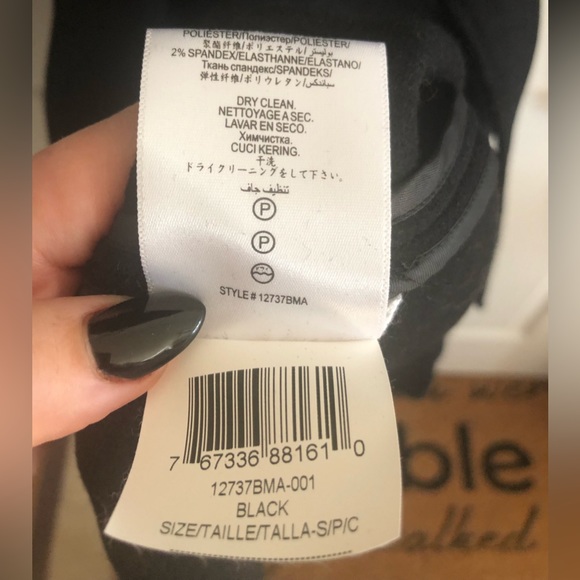 POLIESTER/Полиэстер/POLIESTER/
聚酯纤维/ポリエステル/بوليستر/
2% SPANDEX/ELASTHANNE/ELASTANO/
Ткань спандекс/SPANDEKS/
弹性纤维/ポリウレタン/سباندكس
DRY CLEAN.
NETTOYAGE A SEC.
LAVAR EN SECO.
Химчистка.
CUCI KERING.
干洗
ドライクリーニングをして下さい。
تنظيف جاف
P
P
STYLE # 12737BMA
7 67336 88161 0
12737BMA-001
BLACK
SIZE/TAILLE/TALLA-S/P/C
ble
alked